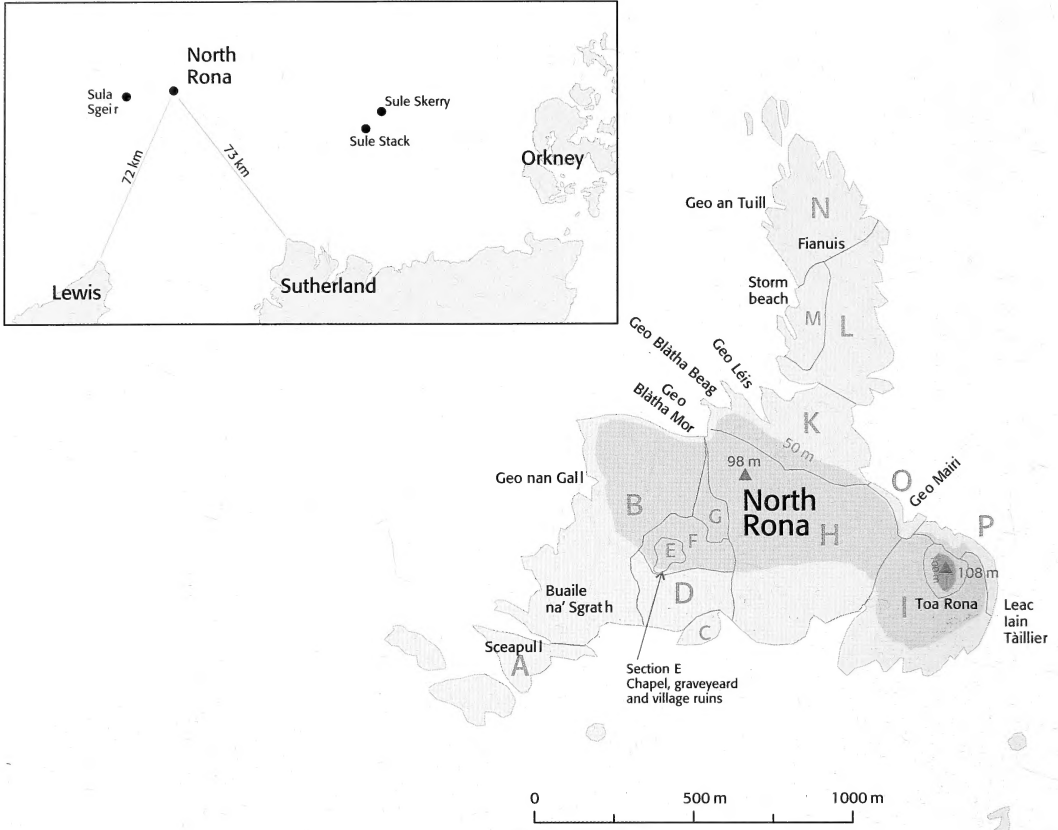 North
Rona
Sula
Sgeir
Sule Skerry
Sule Stack
Orkney
72 km
73 km
Lewis
Sutherland
Geo an Tuill
N
Fianuis
Storm
beach
M
L
Geo Blàtha Beag
Geo Léis
Geo
Blàtha Mor
K
50 m
98 m
Geo nan Gall
B
G
North
Rona
H
O
Geo Mairi
P
E
F
D
C
108 m
I
Toa Rona
Leac
Iain
Tàillier
Buaile
na' Sgrath
Sceapull
A
Section E
Chapel, graveyeard
and village ruins
0
500 m
1000 m